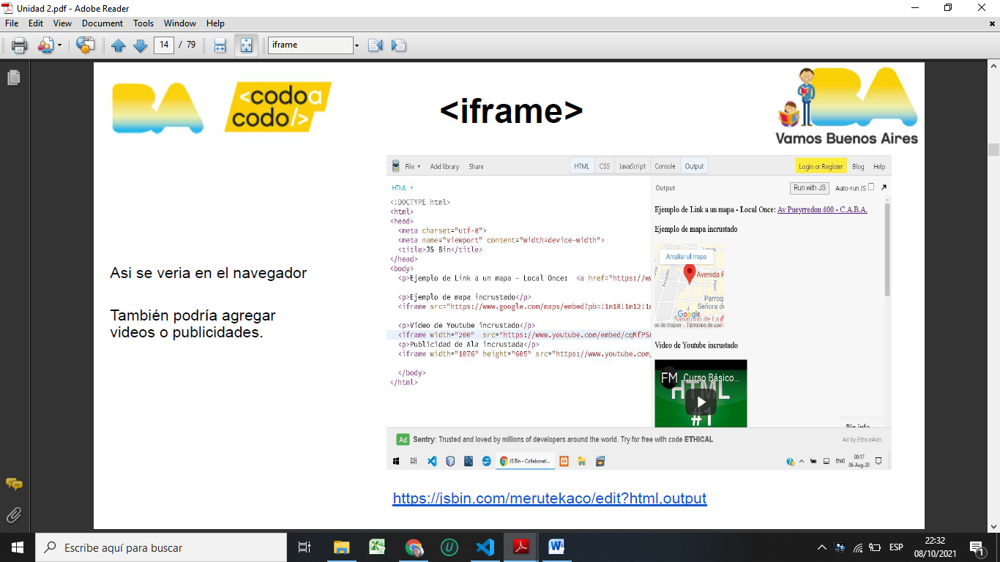 Unidad 2.pdf - Adobe Reader
File Edit View Document Tools Window Help
14 / 79 iframe
BA
<codo a
codo/>
<iframe>
BA
Vamos Buenos Aires
Asi se veria en el navegador
También podría agregar
videos o publicidades.
File Add library Share HTML CSS JavaScript Console Output Login or Register Blog Help
HTML
<!DOCTYPE html>
<html>
<head>
<meta charset="utf-8">
<meta name="viewport" content="width=device-width">
<title>JS Bin</title>
</head>
<body>
<p>Ejemplo de Link a un mapa - Local Once: <a href="https://ww
<p>Ejemplo de mapa incrustado</p>
<iframe src="https://www.google.com/maps/embed?pb=!1m18!1m12!1m
<p>Video de Youtube incrustado</p>
<iframe width="200" src="https://www.youtube.com/embed/cqMfPS
<p>Publicidad de Ala incrustada</p>
<iframe width="1076" height="605" src="https://www.youtube.com
</body>
</html>
Output Run with JS Auto-run JS
Ejemplo de Link a un mapa - Local Once: Av Pueyrredon 400 - C.A.B.A.
Ejemplo de mapa incrustado
Ampliar el mapa
Ecuador
Avenida P
Paso
Parroq
Señora de
Google
Sanatorio de La
os de mapas Términos de uso
Video de Youtube incrustado
FM Curso Básico...
HTML
#1
Bin info
Ad Sentry: Trusted and loved by millions of developers around the world. Try for free with code ETHICAL
Ad by EthicalAds
JS Bin - Collaborati...
ENG
00:17
06-Aug-20
https://jsbin.com/merutekaco/edit?html,output
Escribe aquí para buscar
ESP
22:32
08/10/2021
1